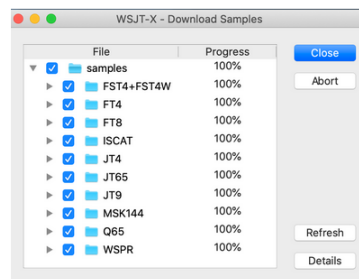 WSJT-X - Download Samples
File Progress Close
samples 100%
FST4+FST4W 100% Abort
FT4 100%
FT8 100%
ISCAT 100%
JT4 100%
JT65 100%
JT9 100%
MSK144 100%
Q65 100% Refresh
WSPR 100%
Details